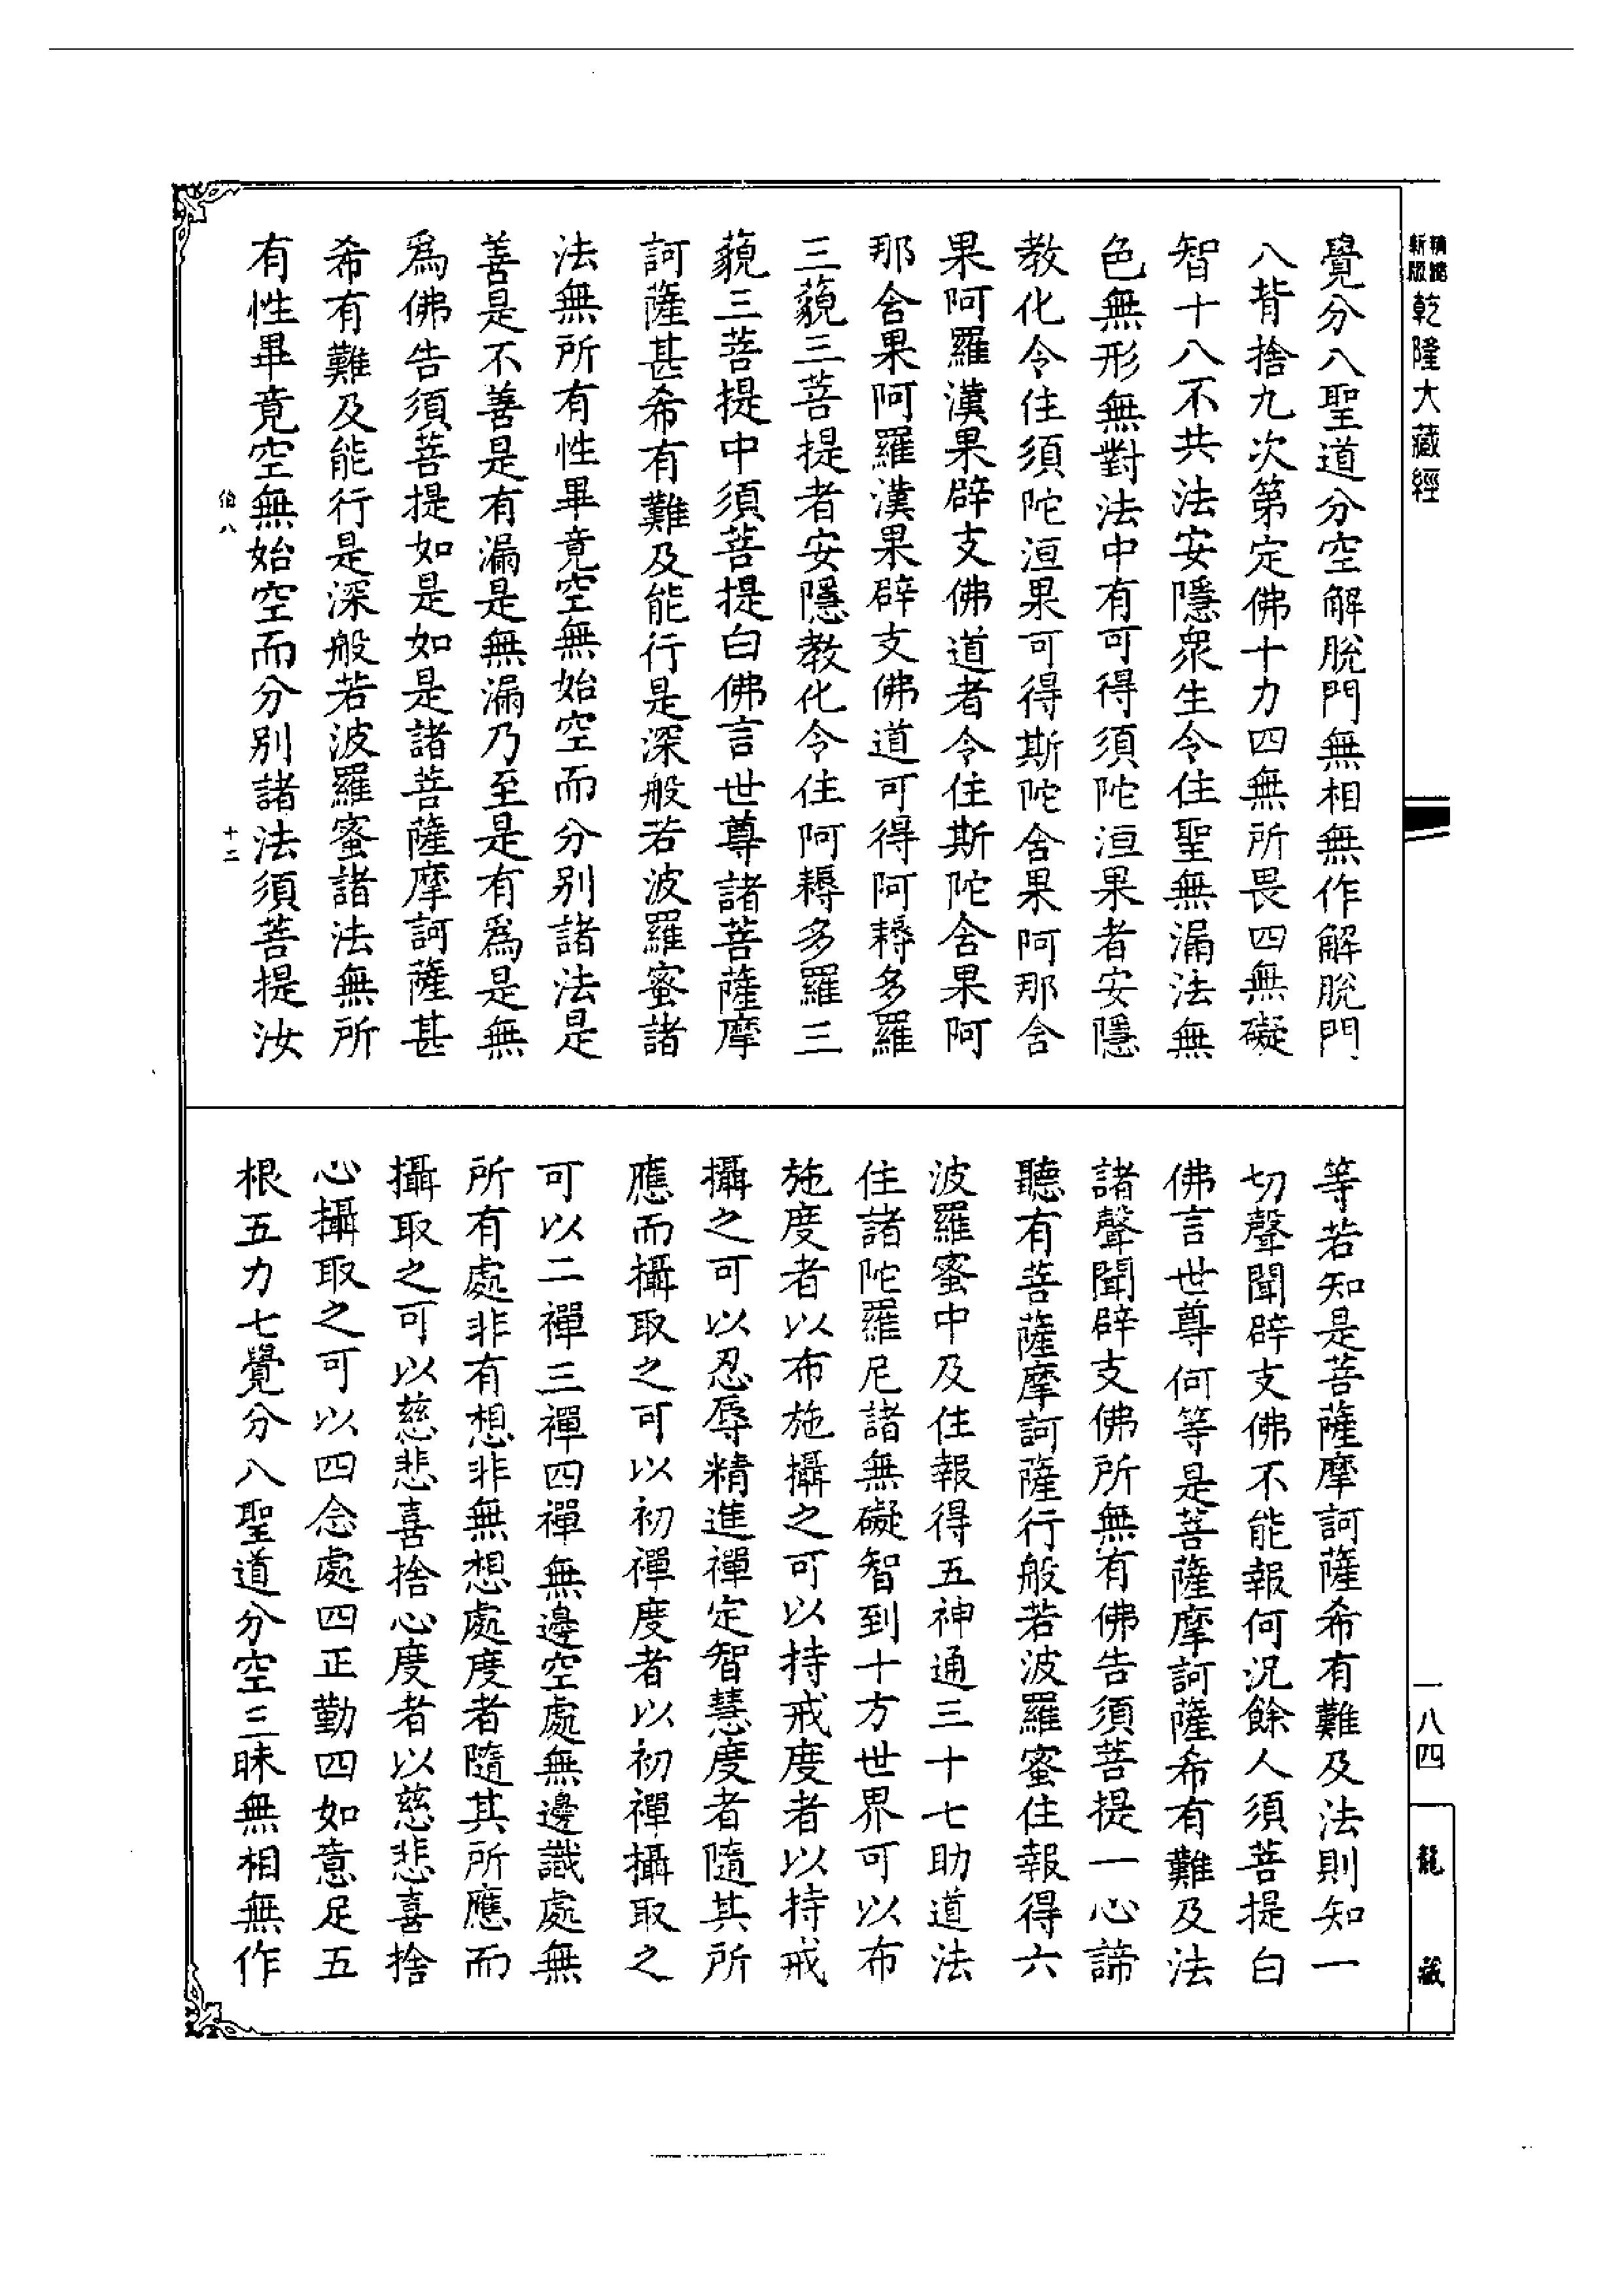 乾隆大藏經
覺分八聖道分空解脫門無相無作解脫門
八背捨九次第定佛十力四無所畏四無礙
智十八不共法安隱衆生令住聖無漏法無
色無形無對法中有可得須陀洹果者安隱
教化令住須陀洹果可得斯陀含果阿那含
果阿羅漢果辟支佛道者令住斯陀含果阿
那含果阿羅漢果辟支佛道可得阿耨多羅
三藐三菩提者安隱教化令住阿耨多羅三
藐三菩提中須菩提白佛言世尊諸菩薩摩
訶薩甚希有難及能行是深般若波羅蜜諸
法無所有性畢竟空無始空而分別諸法是
善是不善是有漏是無漏乃至是有爲是無
爲佛告須菩提如是如是諸菩薩摩訶薩甚
希有難及能行是深般若波羅蜜諸法無所
有性畢竟空無始空而分別諸法須菩提汝
伯八
十二
等若知是菩薩摩訶薩希有難及法則知一
切聲聞辟支佛不能報何況餘人須菩提白
佛言世尊何等是菩薩摩訶薩希有難及法
諸聲聞辟支佛所無有佛告須菩提一心諦
聽有菩薩摩訶薩行般若波羅蜜住報得六
波羅蜜中及住報得五神通三十七助道法
住諸陀羅尼諸無礙智到十方世界可以布
施度者以布施攝之可以持戒度者以持戒
攝之可以忍辱精進禪定智慧度者隨其所
應而攝取之可以初禪度者以初禪攝取之
可以二禪三禪四禪無邊空處無邊識處無
所有處非有想非無想處度者隨其所應而
攝取之可以慈悲喜捨心度者以慈悲喜捨
心攝取之可以四念處四正勤四如意足五
根五力七覺分八聖道分空三昧無相無作
一八四
龍藏